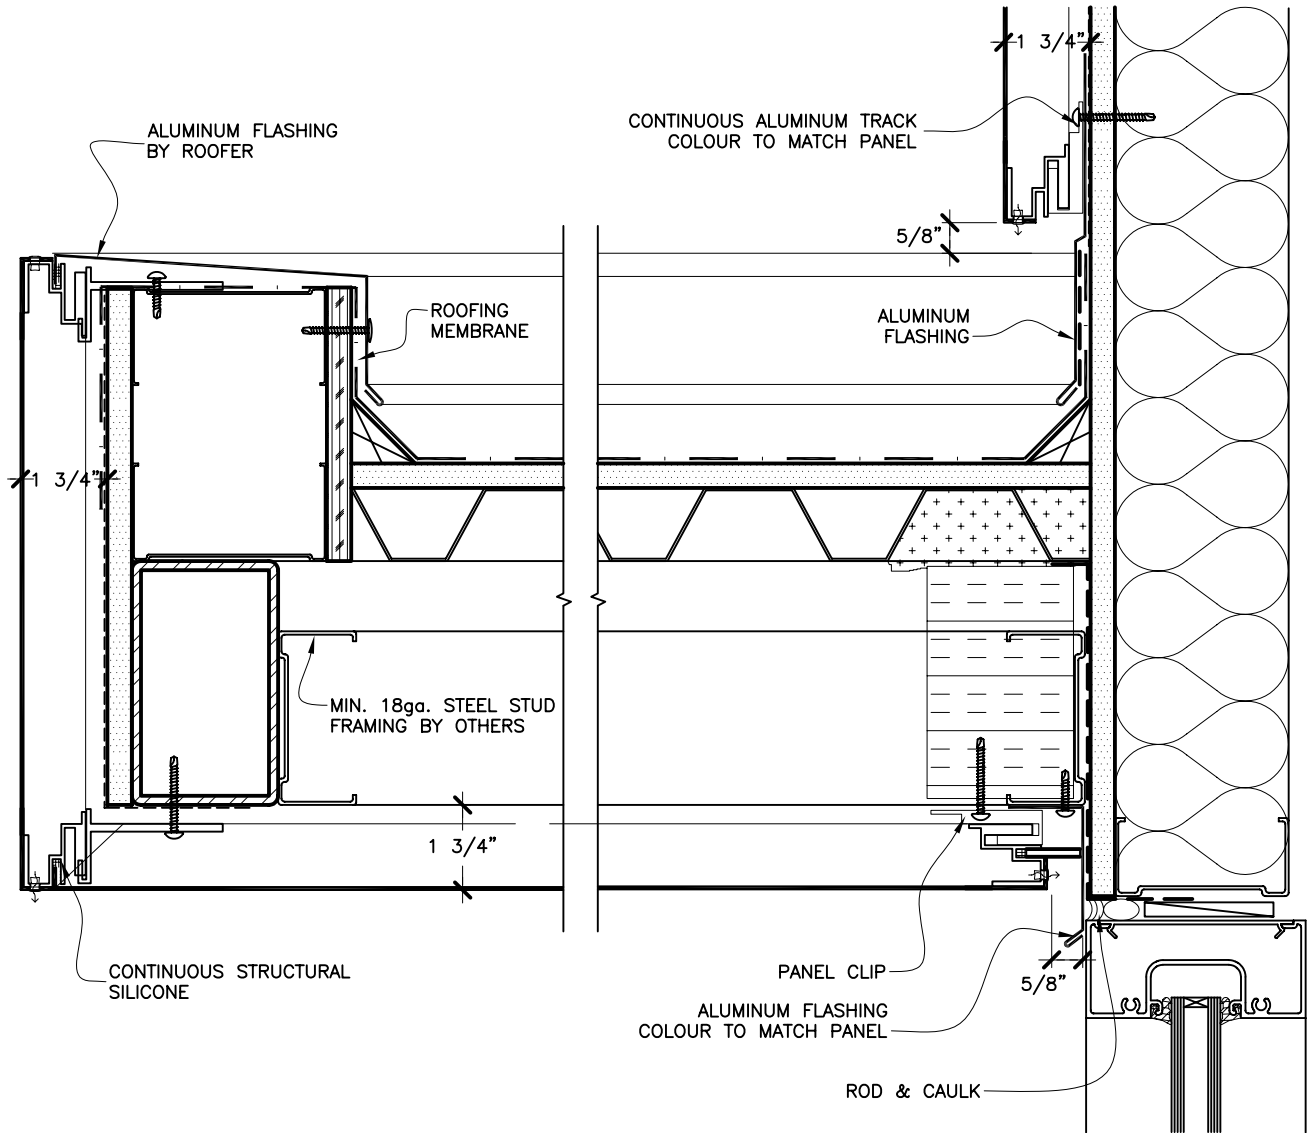 1 3/4"
ALUMINUM FLASHING
BY ROOFER
CONTINUOUS ALUMINUM TRACK
COLOUR TO MATCH PANEL
5/8"
ROOFING
MEMBRANE
ALUMINUM
FLASHING
1 3/4"
MIN. 18ga. STEEL STUD
FRAMING BY OTHERS
1 3/4"
CONTINUOUS STRUCTURAL
SILICONE
PANEL CLIP
5/8"
ALUMINUM FLASHING
COLOUR TO MATCH PANEL
ROD & CAULK